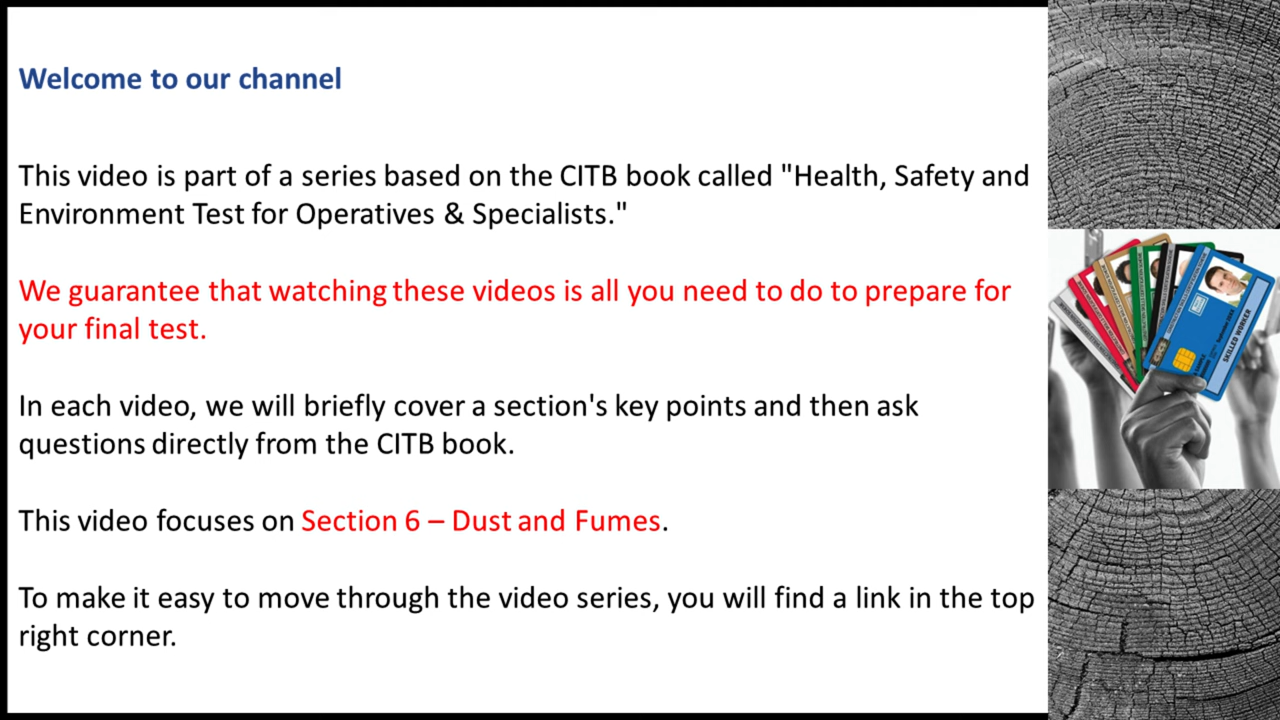 Welcome to our channel
This video is part of a series based on the CITB book called "Health, Safety and
Environment Test for Operatives & Specialists."
We guarantee that watching these videos is all you need to do to prepare for
your final test.
In each video, we will briefly cover a section's key points and then ask
questions directly from the CITB book.
This video focuses on Section 6 – Dust and Fumes.
To make it easy to move through the video series, you will find a link in the top
right corner.
SKILLED WORKER